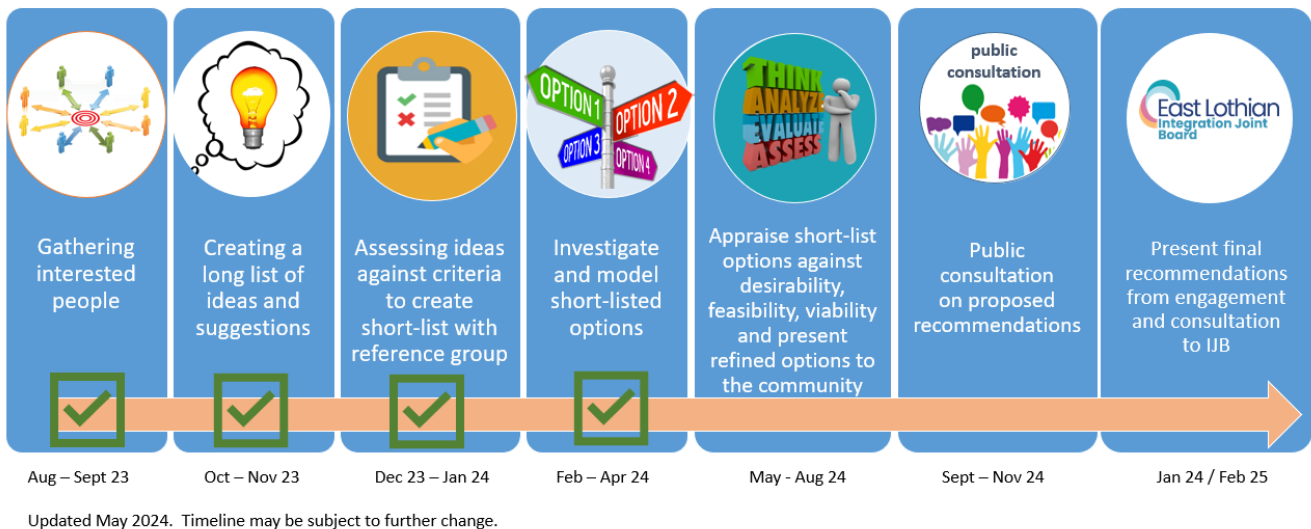 OPTION 1
OPTION 2
OPTION 3
OPTION 4
THINK
ANALYZE
EVALUATE
ASSESS
public
consultation
East Lothian
Integration Joint
Board
Gathering
interested
people
Creating a
long list of
ideas and
suggestions
Assessing ideas
against criteria
to create
short-list with
reference group
Investigate
and model
short-listed
options
Appraise short-list
options against
desirability,
feasibility, viability
and present
refined options to
the community
Public
consultation
on proposed
recommendations
Present final
recommendations
from engagement
and consultation
to IJB
Aug – Sept 23
Oct – Nov 23
Dec 23 – Jan 24
Feb – Apr 24
May - Aug 24
Sept – Nov 24
Jan 24 / Feb 25
Updated May 2024. Timeline may be subject to further change.